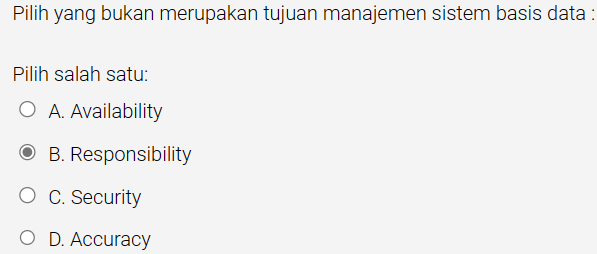 Pilih yang bukan merupakan tujuan manajemen sistem basis data :
Pilih salah satu:
A. Availability
B. Responsibility
C. Security
D. Accuracy